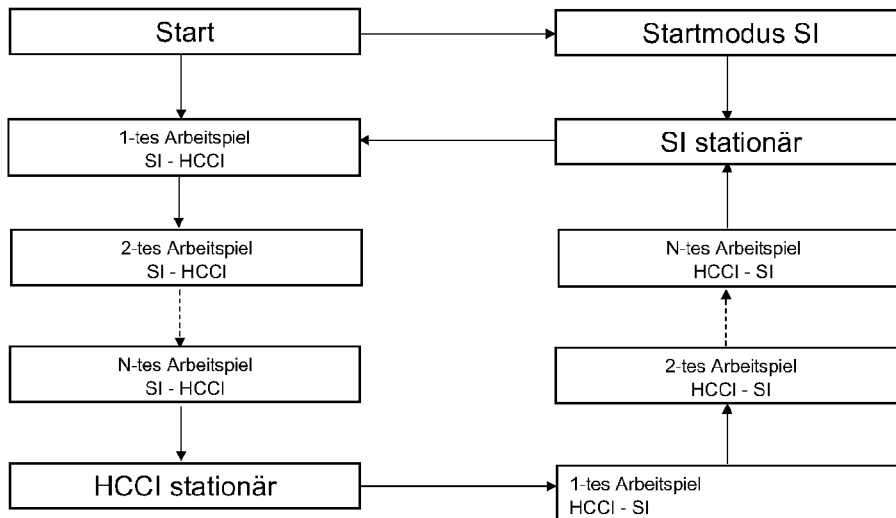 Start
Startmodus SI
1-tes Arbeitspiel
SI - HCCI
SI stationär
2-tes Arbeitspiel
SI - HCCI
N-tes Arbeitspiel
HCCI - SI
N-tes Arbeitspiel
SI - HCCI
2-tes Arbeitspiel
HCCI - SI
HCCI stationär
1-tes Arbeitspiel
HCCI - SI